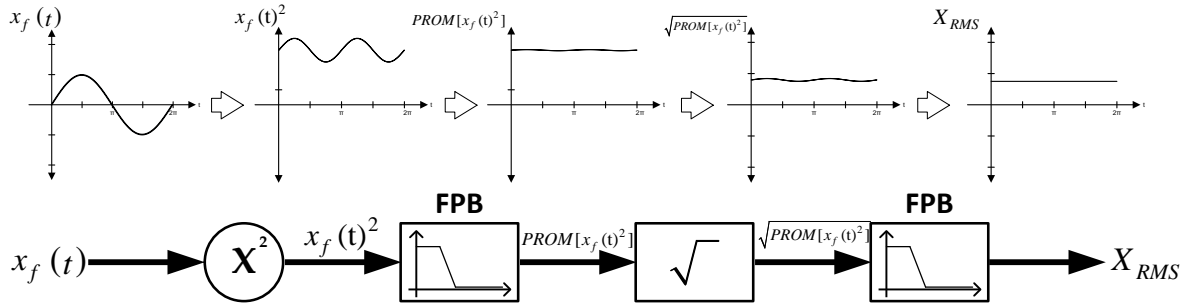 x_f (t)
x_f (t)^2
PROM[x_f (t)^2]
√PROM[x_f (t)^2]
X_RMS
t
π
2π
t
π
2π
t
π
2π
t
π
2π
t
π
2π
FPB
FPB
x_f (t)
X^2
x_f (t)^2
PROM[x_f (t)^2]
√
√PROM[x_f (t)^2]
X_RMS